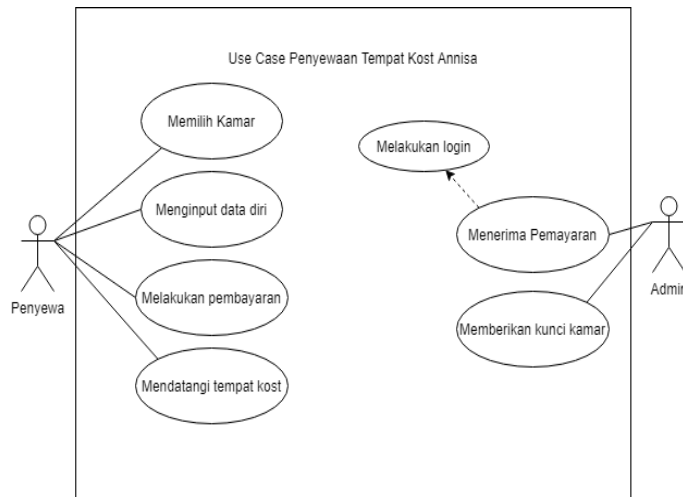 Use Case Penyewaan Tempat Kost Annisa
Memilih Kamar
Melakukan login
Menginput data diri
Menerima Pemayaran
Penyewa
Admin
Melakukan pembayaran
Memberikan kunci kamar
Mendatangi tempat kost